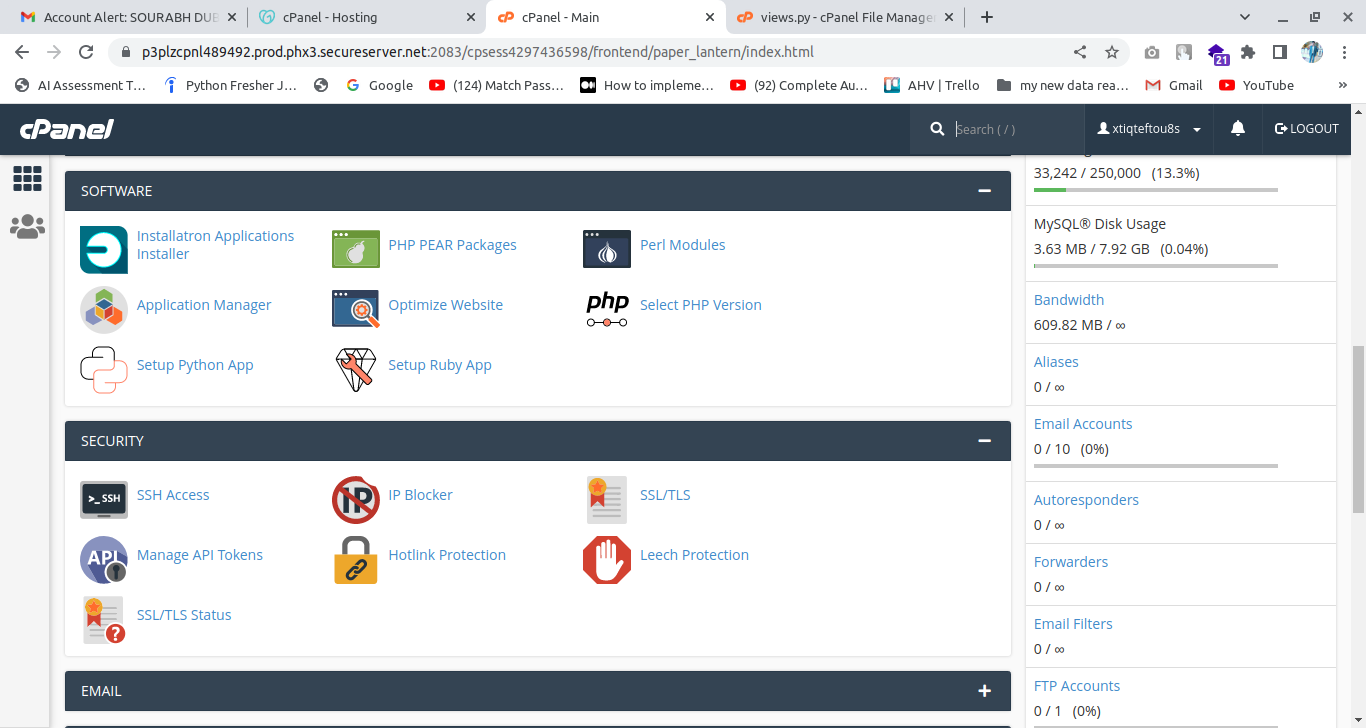 Account Alert: SOURABH DUB
cPanel - Hosting
cPanel - Main
views.py - cPanel File Manage
p3plzcpnl489492.prod.phx3.secureserver.net:2083/cpsess4297436598/frontend/paper_lantern/index.html
21
AI Assessment T…
Python Fresher J…
Google
(124) Match Pass…
How to impleme…
(92) Complete Au…
AHV | Trello
my new data rea…
Gmail
YouTube
»
cPanel
Search ( / )
xtiqteftou8s
LOGOUT
SOFTWARE
Installatron Applications
Installer
PHP PEAR Packages
Perl Modules
Application Manager
Optimize Website
php
Select PHP Version
Setup Python App
Setup Ruby App
SECURITY
>_SSH
SSH Access
IP
IP Blocker
SSL/TLS
API
Manage API Tokens
Hotlink Protection
Leech Protection
?
SSL/TLS Status
EMAIL
33,242 / 250,000 (13.3%)
MySQL® Disk Usage
3.63 MB / 7.92 GB (0.04%)
Bandwidth
609.82 MB / ∞
Aliases
0 / ∞
Email Accounts
0 / 10 (0%)
Autoresponders
0 / ∞
Forwarders
0 / ∞
Email Filters
0 / ∞
FTP Accounts
0 / 1 (0%)